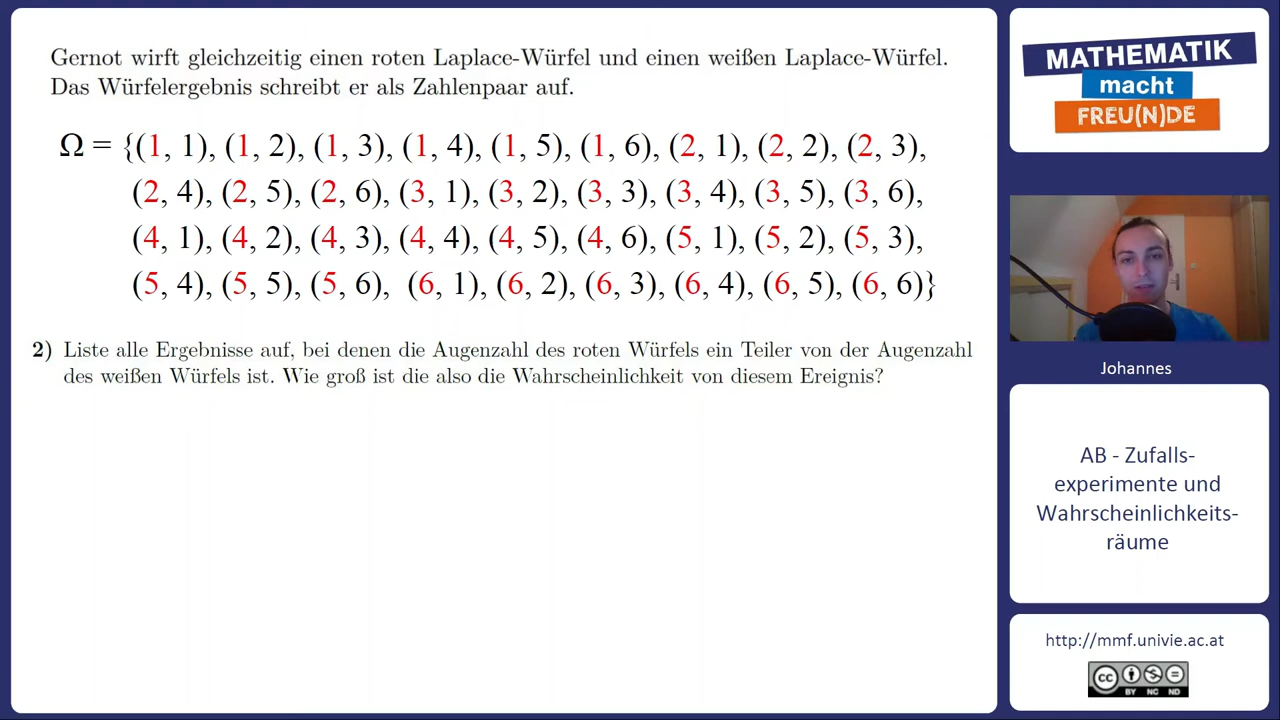 Gernot wirft gleichzeitig einen roten Laplace-Würfel und einen weißen Laplace-Würfel.
Das Würfelergebnis schreibt er als Zahlenpaar auf.
Ω = {(1, 1), (1, 2), (1, 3), (1, 4), (1, 5), (1, 6), (2, 1), (2, 2), (2, 3),
(2, 4), (2, 5), (2, 6), (3, 1), (3, 2), (3, 3), (3, 4), (3, 5), (3, 6),
(4, 1), (4, 2), (4, 3), (4, 4), (4, 5), (4, 6), (5, 1), (5, 2), (5, 3),
(5, 4), (5, 5), (5, 6), (6, 1), (6, 2), (6, 3), (6, 4), (6, 5), (6, 6)}
2) Liste alle Ergebnisse auf, bei denen die Augenzahl des roten Würfels ein Teiler von der Augenzahl
des weißen Würfels ist. Wie groß ist die also die Wahrscheinlichkeit von diesem Ereignis?
MATHEMATIK
macht
FREU(N)DE
Johannes
AB - Zufalls-
experimente und
Wahrscheinlichkeits-
räume
http://mmf.univie.ac.at
cc
BY NC ND